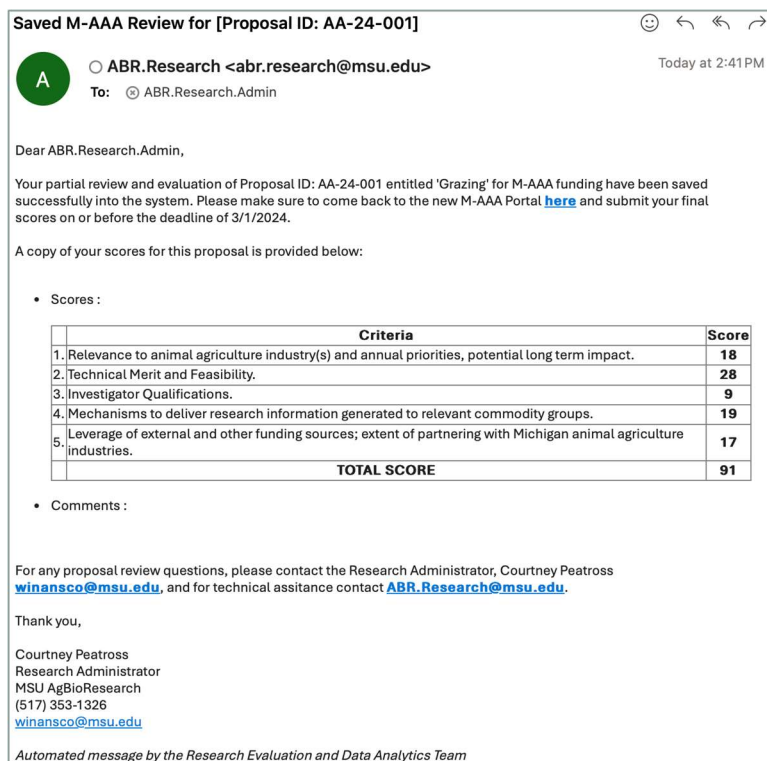 Saved M-AAA Review for [Proposal ID: AA-24-001]
A
ABR.Research <abr.research@msu.edu>
Today at 2:41 PM
To: ABR.Research.Admin
Dear ABR.Research.Admin,
Your partial review and evaluation of Proposal ID: AA-24-001 entitled 'Grazing' for M-AAA funding have been saved
successfully into the system. Please make sure to come back to the new M-AAA Portal here and submit your final
scores on or before the deadline of 3/1/2024.
A copy of your scores for this proposal is provided below:
• Scores :
Criteria Score
1. Relevance to animal agriculture industry(s) and annual priorities, potential long term impact. 18
2. Technical Merit and Feasibility. 28
3. Investigator Qualifications. 9
4. Mechanisms to deliver research information generated to relevant commodity groups. 19
5. Leverage of external and other funding sources; extent of partnering with Michigan animal agriculture
industries. 17
TOTAL SCORE 91
• Comments :
For any proposal review questions, please contact the Research Administrator, Courtney Peatross
winansco@msu.edu, and for technical assitance contact ABR.Research@msu.edu.
Thank you,
Courtney Peatross
Research Administrator
MSU AgBioResearch
(517) 353-1326
winansco@msu.edu
Automated message by the Research Evaluation and Data Analytics Team